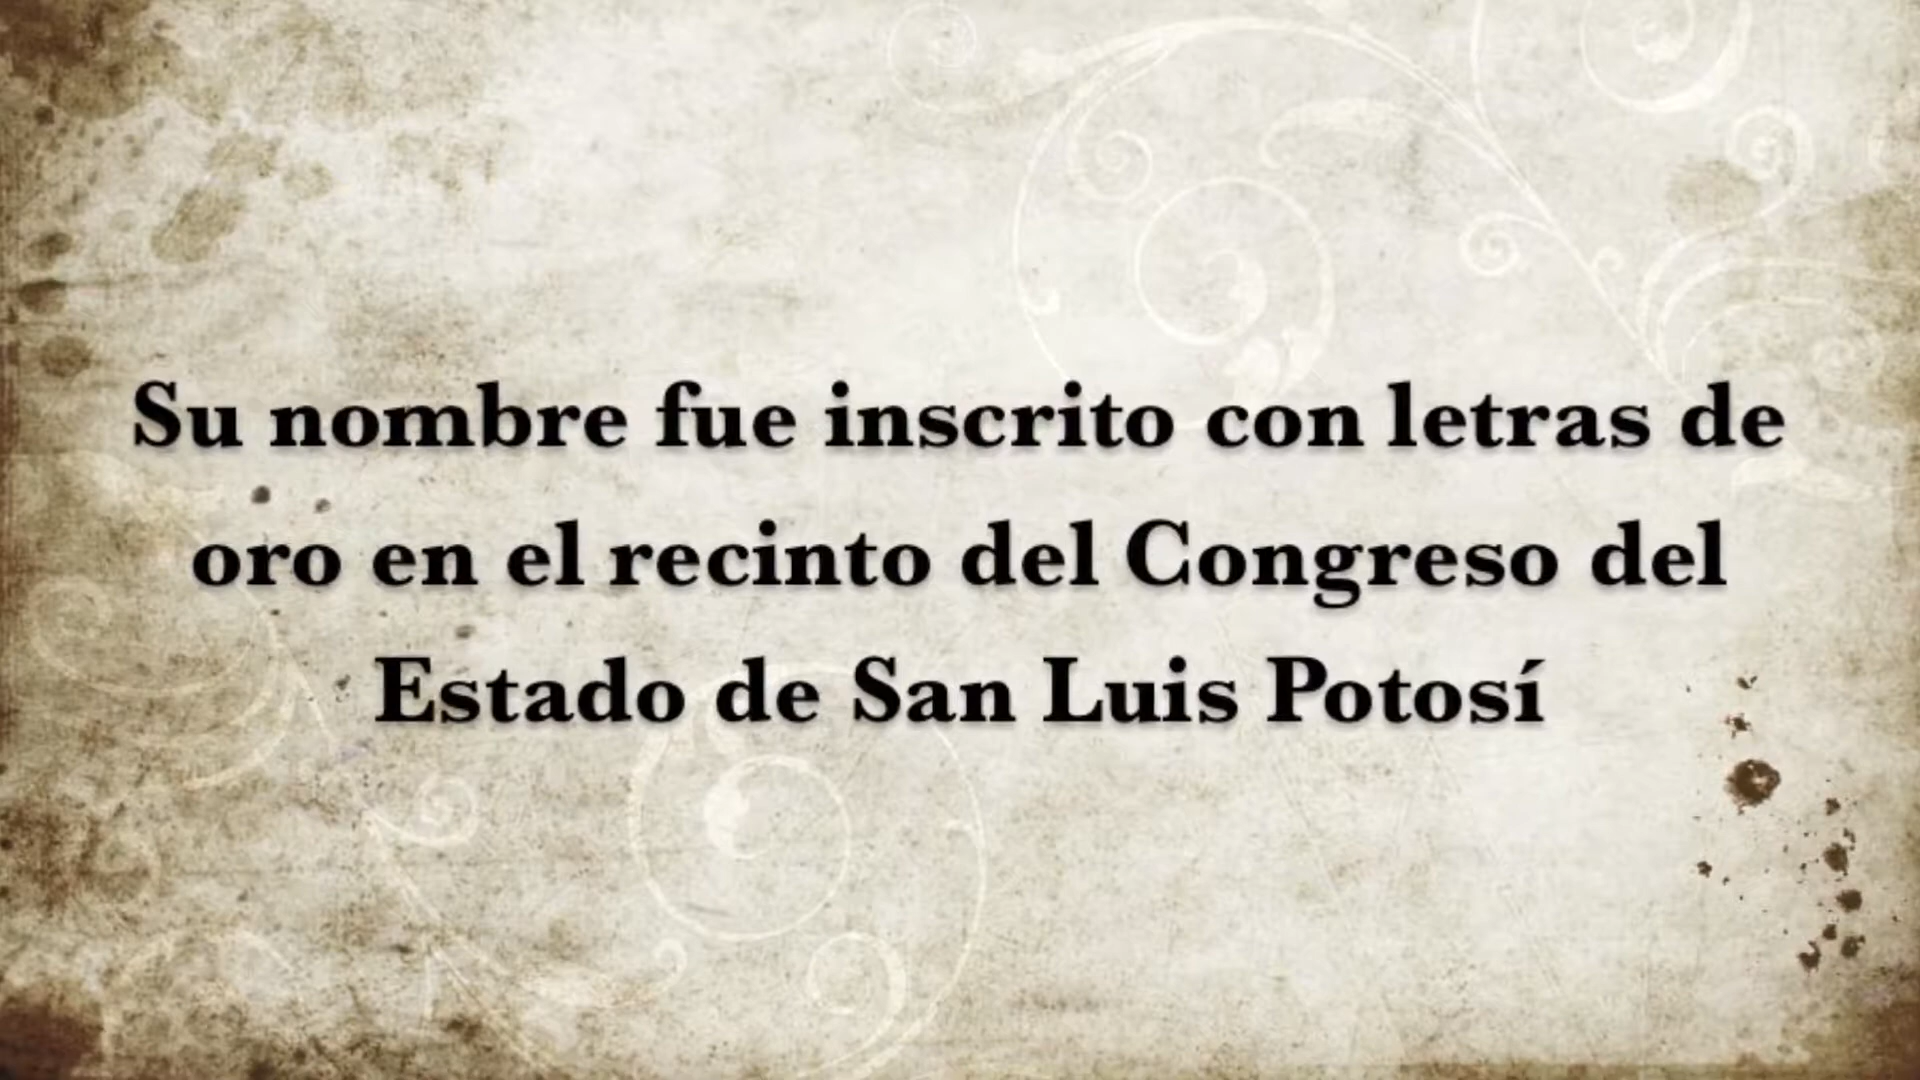 Su nombre fue inscrito con letras de
oro en el recinto del Congreso del
Estado de San Luis Potosí